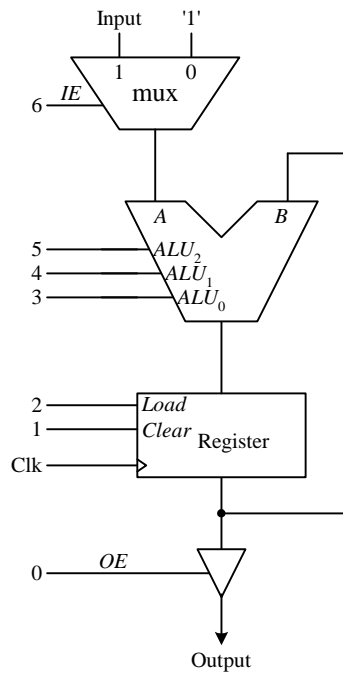 Input '1'
1 0
mux
6 IE
A B
5 ALU2
4 ALU1
3 ALU0
2 Load
1 Clear
Register
Clk
0 OE
Output